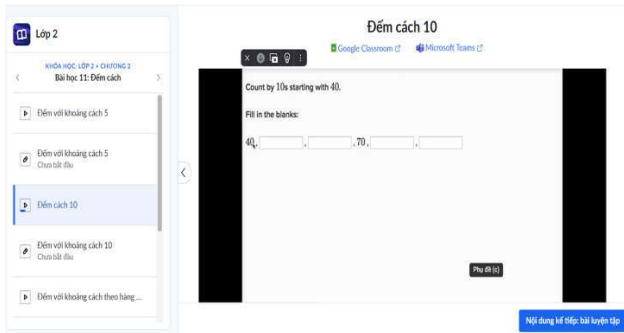 Lớp 2
KHÓA HỌC: LỚP 2 > CHƯƠNG 2
Bài học 11: Đếm cách
Đếm với khoảng cách 5
Đếm với khoảng cách 5
Chưa bắt đầu
Đếm cách 10
Đếm với khoảng cách 10
Chưa bắt đầu
Đếm với khoảng cách theo hàng ...
Đếm cách 10
Google Classroom
Microsoft Teams
Count by 10s starting with 40.
Fill in the blanks:
40, , , 70, ,
Phụ đề (c)
Nội dung kế tiếp: bài luyện tập